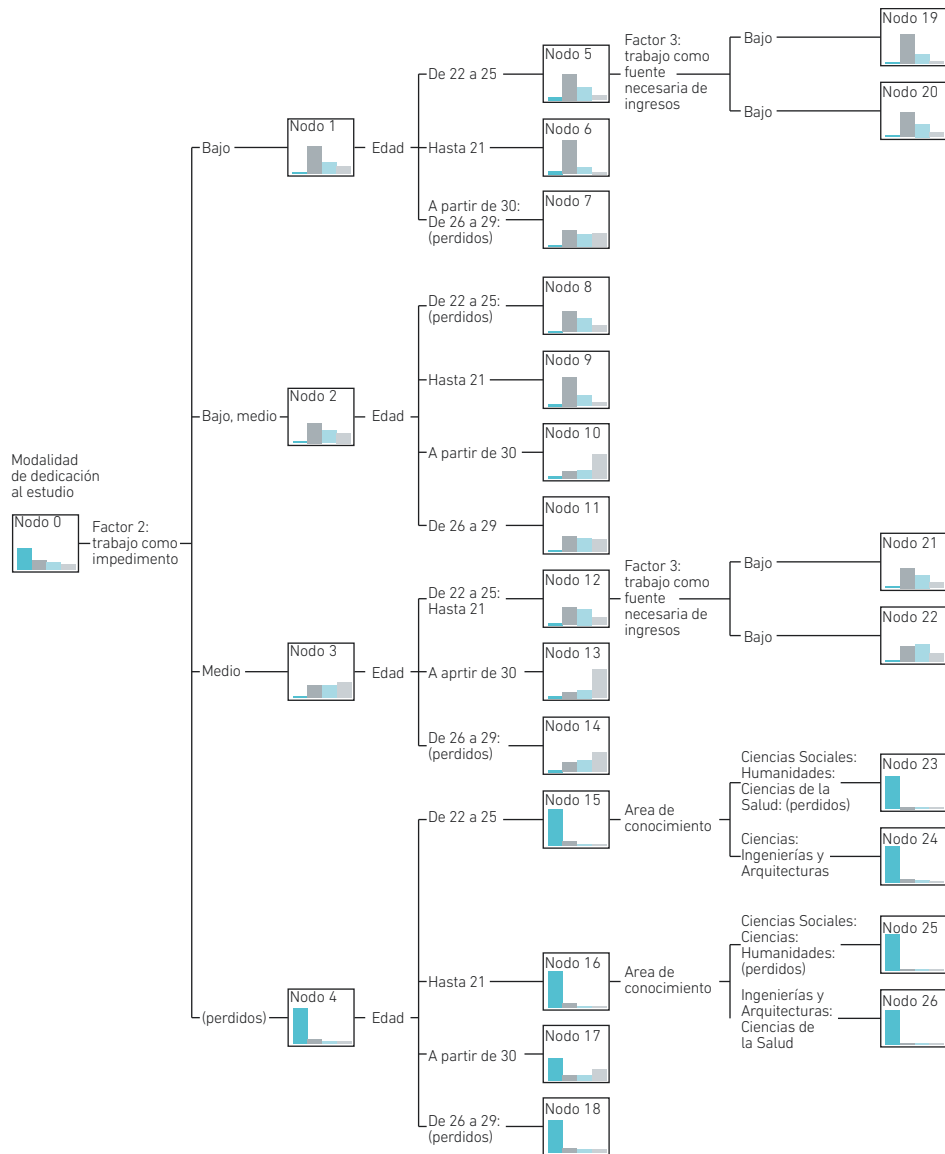 Modalidad
de dedicación
al estudio
Nodo 0
Factor 2:
trabajo como
impedimento
Bajo
Nodo 1
Edad
De 22 a 25
Nodo 5
Factor 3:
trabajo como
fuente
necesaria de
ingresos
Bajo
Nodo 19
Bajo
Nodo 20
Hasta 21
Nodo 6
A partir de 30:
De 26 a 29:
(perdidos)
Nodo 7
Bajo, medio
Nodo 2
Edad
De 22 a 25:
(perdidos)
Nodo 8
Hasta 21
Nodo 9
A partir de 30
Nodo 10
De 26 a 29
Nodo 11
Medio
Nodo 3
Edad
De 22 a 25:
Hasta 21
Nodo 12
Factor 3:
trabajo como
fuente
necesaria de
ingresos
Bajo
Nodo 21
Bajo
Nodo 22
A aprtir de 30
Nodo 13
De 26 a 29:
(perdidos)
Nodo 14
(perdidos)
Nodo 4
Edad
De 22 a 25
Nodo 15
Area de
conocimiento
Ciencias Sociales:
Humanidades:
Ciencias de la
Salud: (perdidos)
Nodo 23
Ciencias:
Ingenierías y
Arquitecturas
Nodo 24
Hasta 21
Nodo 16
Area de
conocimiento
Ciencias Sociales:
Ciencias:
Humanidades:
(perdidos)
Nodo 25
Ingenierías y
Arquitecturas:
Ciencias de
la Salud
Nodo 26
A partir de 30
Nodo 17
De 26 a 29:
(perdidos)
Nodo 18